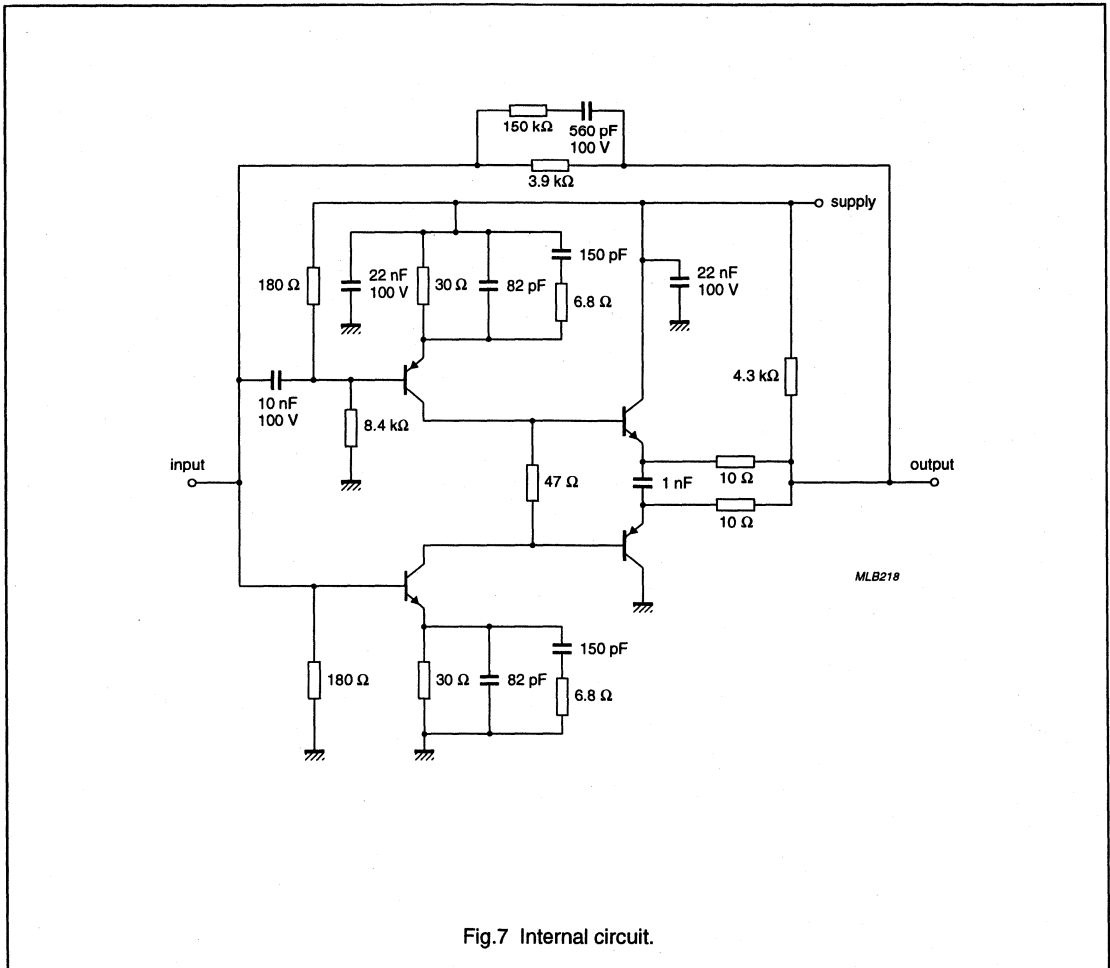 150 kΩ
560 pF
100 V
3.9 kΩ
supply
180 Ω
22 nF
100 V
30 Ω
82 pF
150 pF
6.8 Ω
22 nF
100 V
10 nF
100 V
8.4 kΩ
4.3 kΩ
input
47 Ω
10 Ω
1 nF
10 Ω
output
MLB218
180 Ω
30 Ω
82 pF
150 pF
6.8 Ω
Fig.7 Internal circuit.